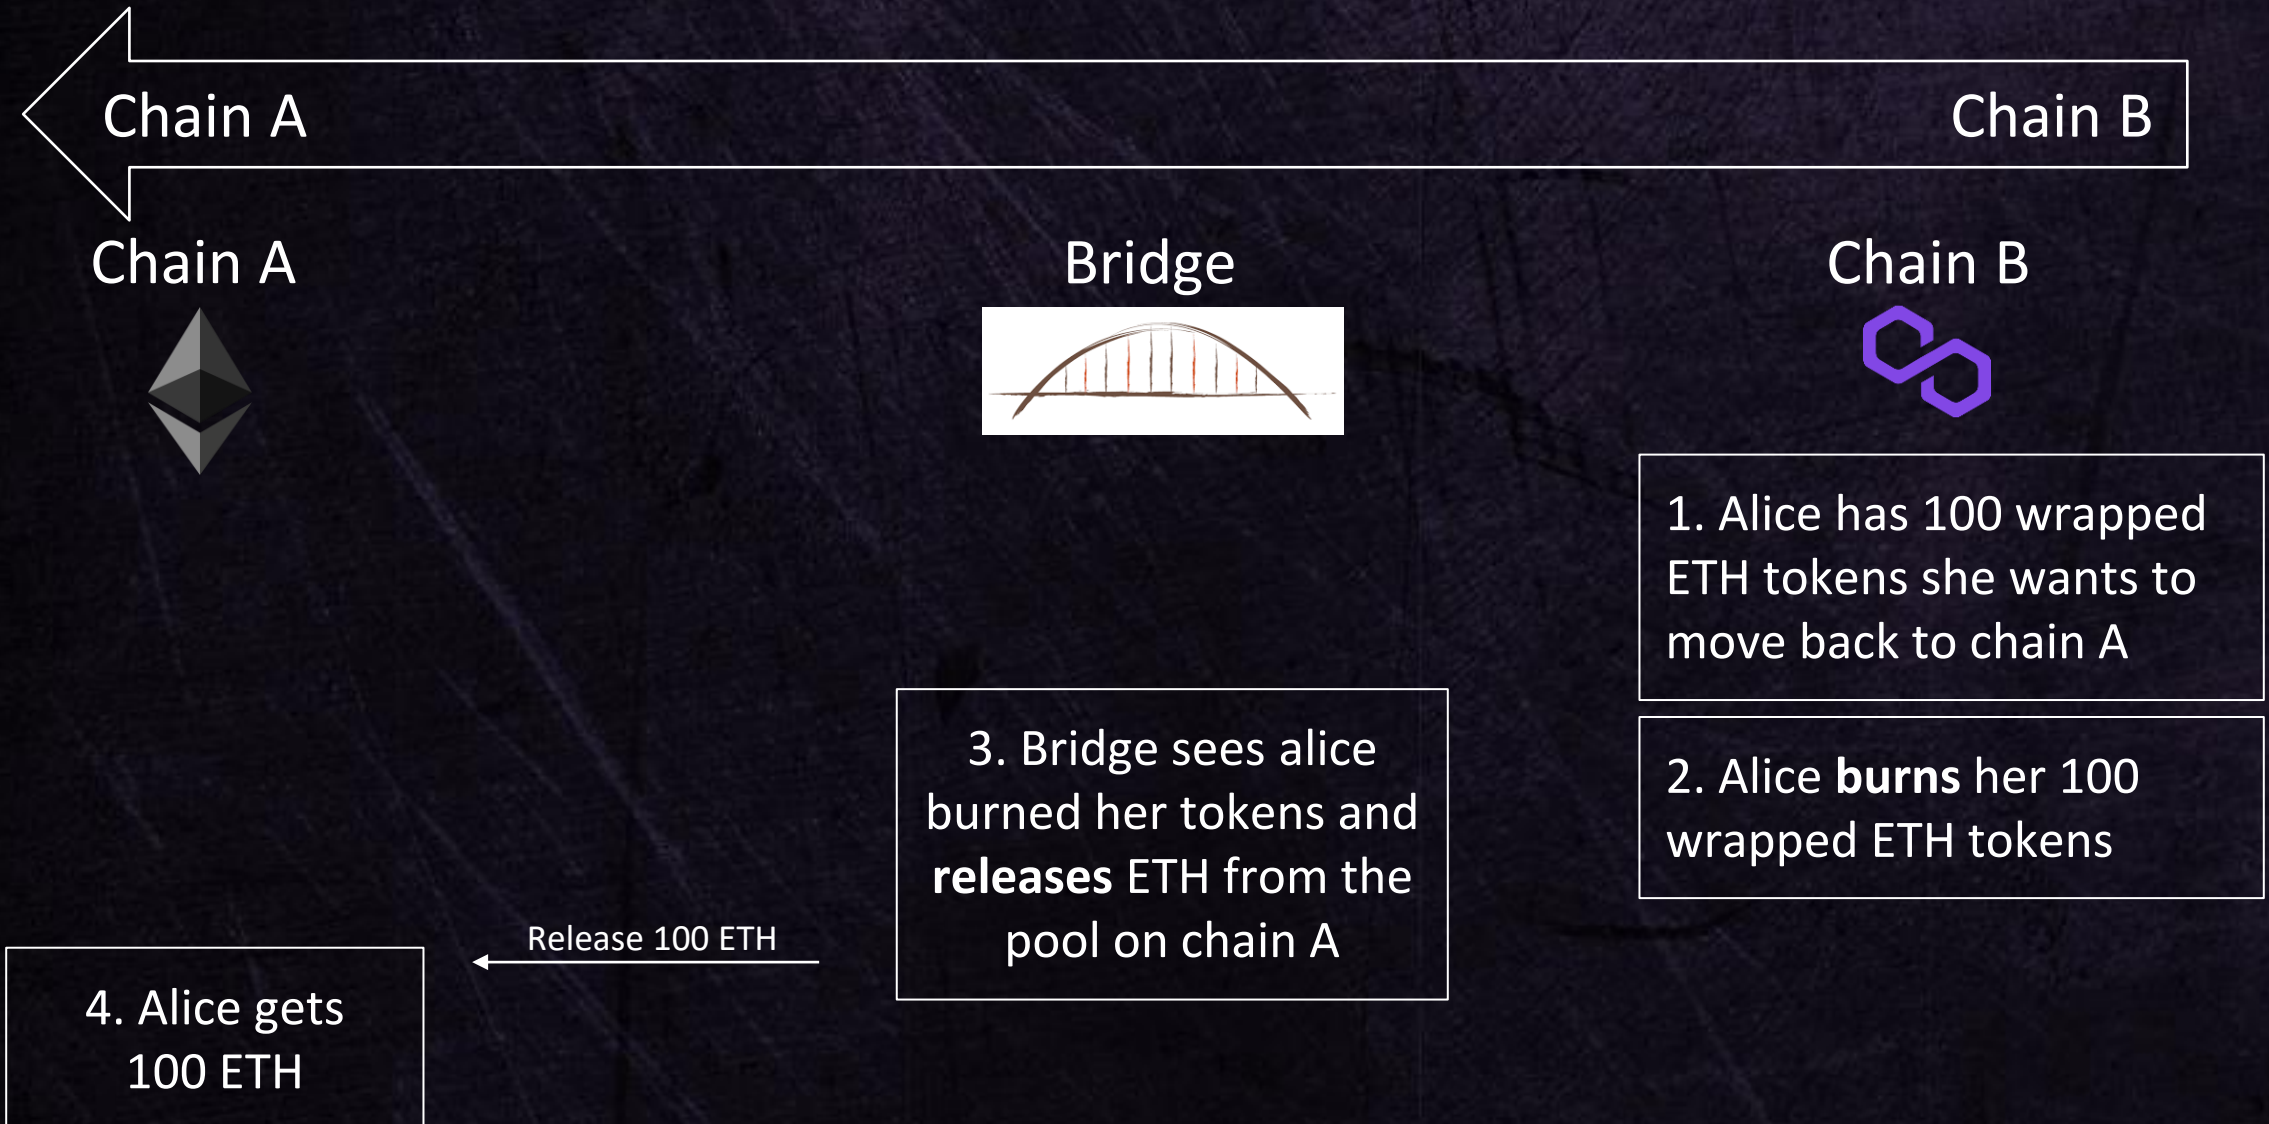 Chain A
Chain B
Chain A
Bridge
Chain B
1. Alice has 100 wrapped
ETH tokens she wants to
move back to chain A
2. Alice burns her 100
wrapped ETH tokens
3. Bridge sees alice
burned her tokens and
releases ETH from the
pool on chain A
Release 100 ETH
4. Alice gets
100 ETH